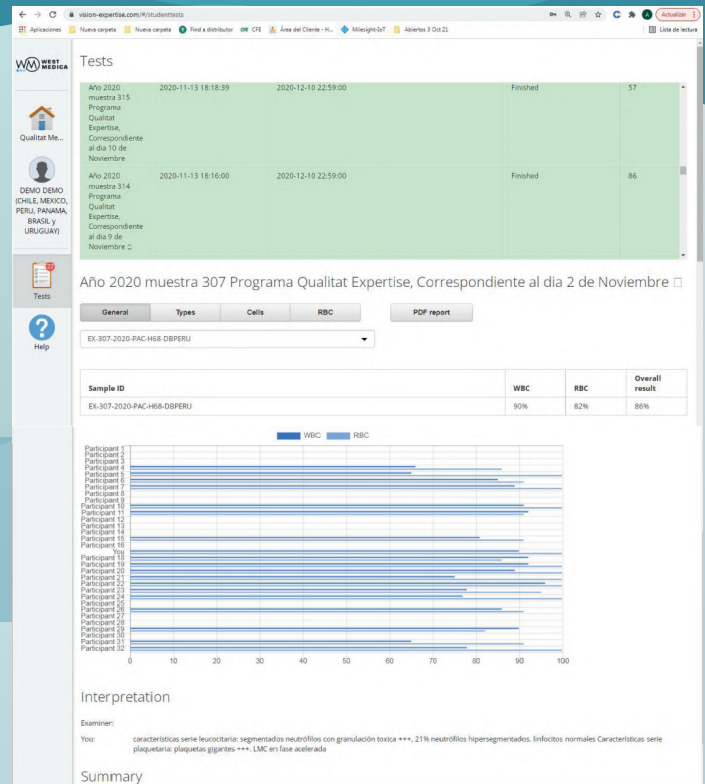 vision-expertise.com/#/studenttests
Actualizar
Aplicaciones Nueva carpeta Nueva carpeta Find a distributor CFE Área del Cliente - H... Milesight-IoT Abiertos 3 Oct 21 Lista de lectura
WM WEST MEDICA
Qualitat Me...
DEMO DEMO
(CHILE, MEXICO,
PERU, PANAMA,
BRASIL y
URUGUAY)
Tests
Help
Tests
Año 2020 2020-11-13 18:18:39 2020-12-10 22:59:00 Finished 57
muestra 315
Programa
Qualitat
Expertise,
Correspondiente
al dia 10 de
Noviembre
Año 2020 2020-11-13 18:16:00 2020-12-10 22:59:00 Finished 86
muestra 314
Programa
Qualitat
Expertise,
Correspondiente
al dia 9 de
Noviembre
Año 2020 muestra 307 Programa Qualitat Expertise, Correspondiente al dia 2 de Noviembre
General Types Cells RBC PDF report
EX-307-2020-PAC-H68-DBPERU
Sample ID WBC RBC Overall result
EX-307-2020-PAC-H68-DBPERU 90% 82% 86%
WBC RBC
Participant 1
Participant 2
Participant 3
Participant 4
Participant 5
Participant 6
Participant 7
Participant 8
Participant 9
Participant 10
Participant 11
Participant 12
Participant 13
Participant 14
Participant 15
Participant 16
You
Participant 18
Participant 19
Participant 20
Participant 21
Participant 22
Participant 23
Participant 24
Participant 25
Participant 26
Participant 27
Participant 28
Participant 29
Participant 30
Participant 31
Participant 32
0 10 20 30 40 50 60 70 80 90 100
Interpretation
Examiner:
You: características serie leucocitaria: segmentados neutrófilos con granulación toxica +++, 21% neutrófilos hipersegmentados. linfocitos normales Características serie
plaquetaria: plaquetas gigantes +++. LMC en fase acelerada
Summary